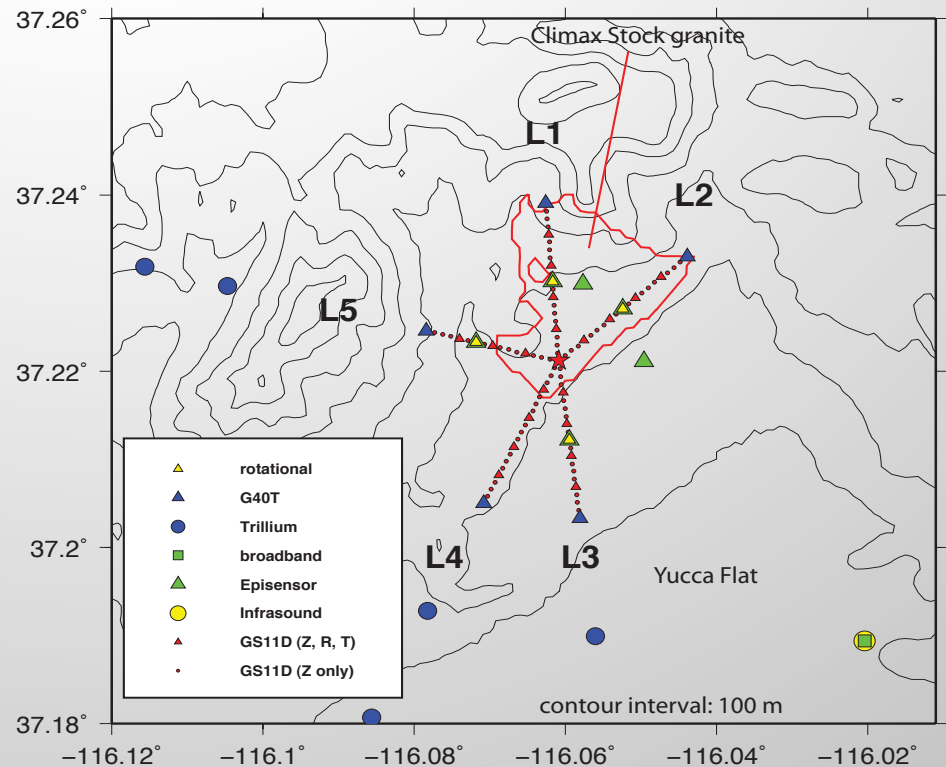 37.26°
Climax Stock granite
L1
37.24°
L2
L5
37.22°
rotational
G40T
Trillium
broadband
Episensor
Infrasound
GS11D (Z, R, T)
GS11D (Z only)
37.2°
L4
L3
Yucca Flat
contour interval: 100 m
37.18°
−116.12°
−116.1°
−116.08°
−116.06°
−116.04°
−116.02°